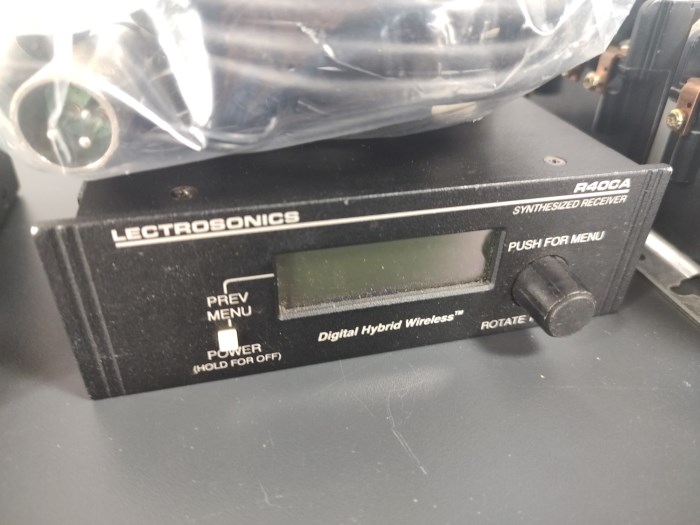 LECTROSONICS
R400A
SYNTHESIZED RECEIVER
PUSH FOR MENU
PREV
MENU
Digital Hybrid Wireless™
ROTATE
POWER
(HOLD FOR OFF)